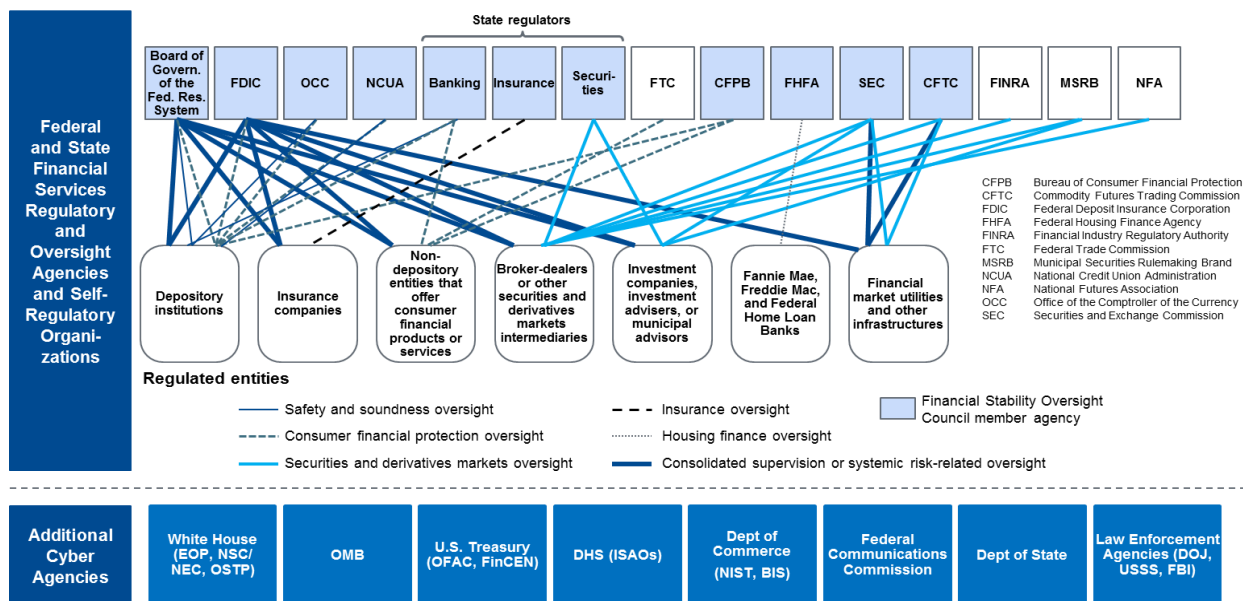 State regulators
Board of
Govern.
of the
Fed. Res.
System
FDIC
OCC
NCUA
Banking
Insurance
Securi-
ties
FTC
CFPB
FHFA
SEC
CFTC
FINRA
MSRB
NFA
Federal
and State
Financial
Services
Regulatory
and
Oversight
Agencies
and Self-
Regulatory
Organi-
zations
CFPB Bureau of Consumer Financial Protection
CFTC Commodity Futures Trading Commission
FDIC Federal Deposit Insurance Corporation
FHFA Federal Housing Finance Agency
FINRA Financial Industry Regulatory Authority
FTC Federal Trade Commission
MSRB Municipal Securities Rulemaking Brand
NCUA National Credit Union Administration
NFA National Futures Association
OCC Office of the Comptroller of the Currency
SEC Securities and Exchange Commission
Depository
institutions
Insurance
companies
Non-
depository
entities that
offer
consumer
financial
products or
services
Broker-dealers
or other
securities and
derivatives
markets
intermediaries
Investment
companies,
investment
advisers, or
municipal
advisors
Fannie Mae,
Freddie Mac,
and Federal
Home Loan
Banks
Financial
market utilities
and other
infrastructures
Regulated entities
Safety and soundness oversight
Consumer financial protection oversight
Securities and derivatives markets oversight
Insurance oversight
Housing finance oversight
Consolidated supervision or systemic risk-related oversight
Financial Stability Oversight
Council member agency
Additional
Cyber
Agencies
White House
(EOP, NSC/
NEC, OSTP)
OMB
U.S. Treasury
(OFAC, FinCEN)
DHS (ISAOs)
Dept of
Commerce
(NIST, BIS)
Federal
Communications
Commission
Dept of State
Law Enforcement
Agencies (DOJ,
USSS, FBI)